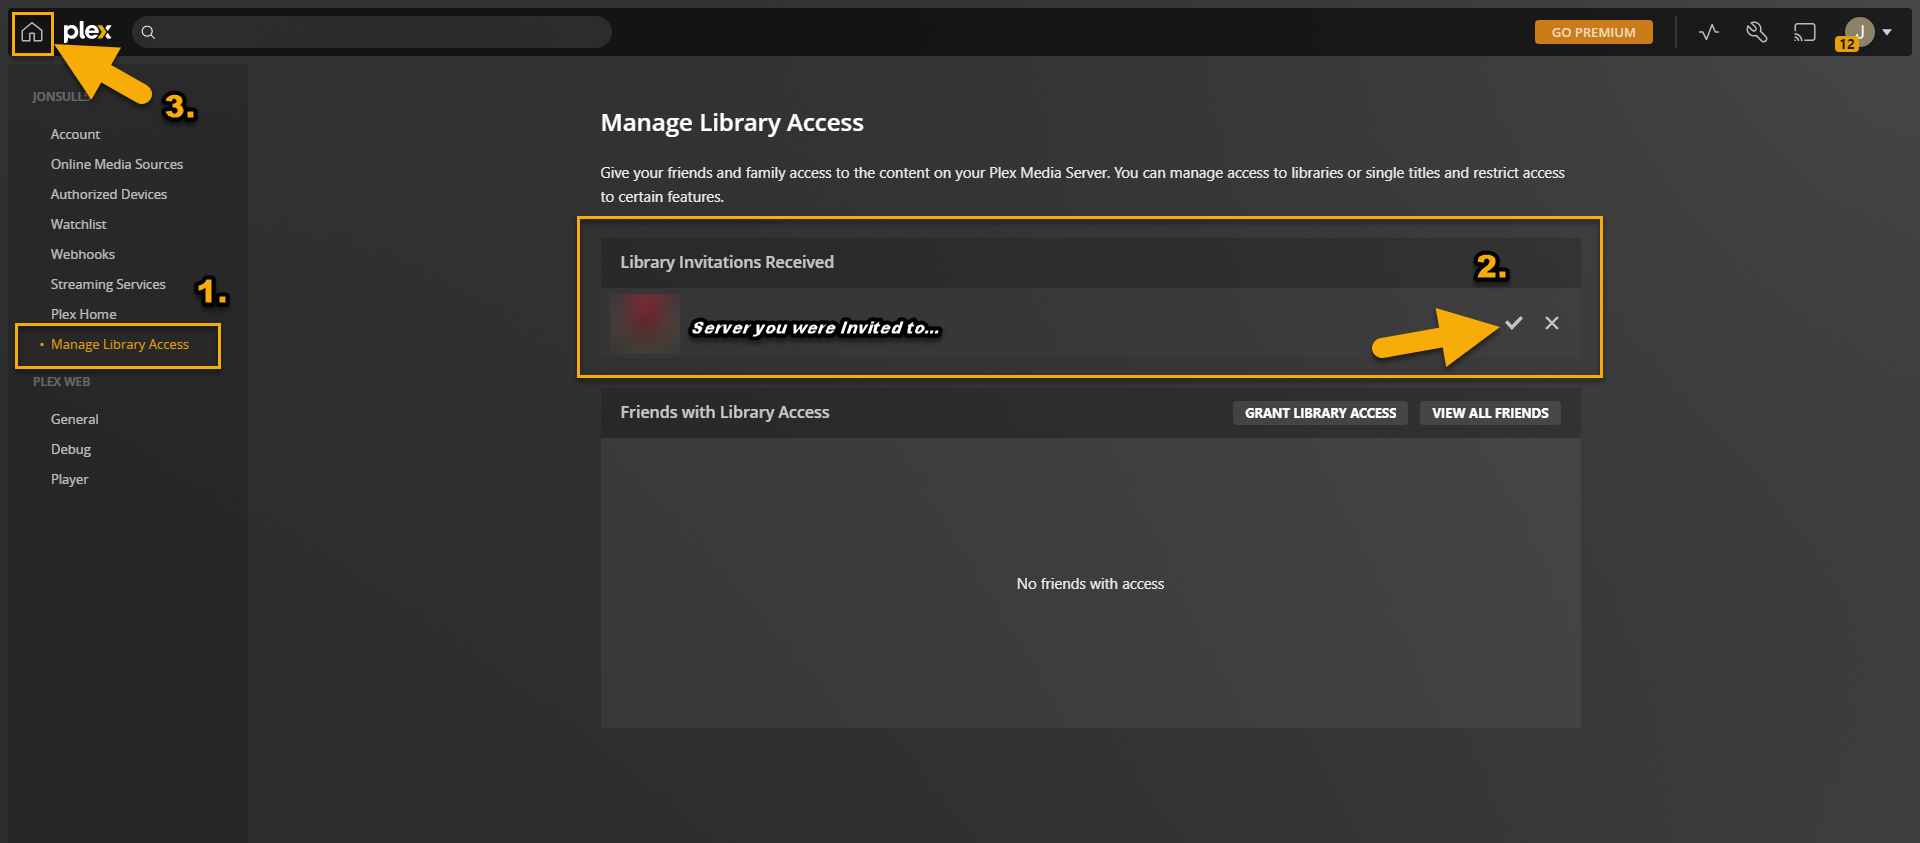 plex
GO PREMIUM
J
12
3.
Account
Online Media Sources
Authorized Devices
Watchlist
Webhooks
Streaming Services
1.
Plex Home
Manage Library Access
PLEX WEB
General
Debug
Player
Manage Library Access
Give your friends and family access to the content on your Plex Media Server. You can manage access to libraries or single titles and restrict access
to certain features.
Library Invitations Received
2.
Server you were Invited to...
Friends with Library Access
GRANT LIBRARY ACCESS
VIEW ALL FRIENDS
No friends with access